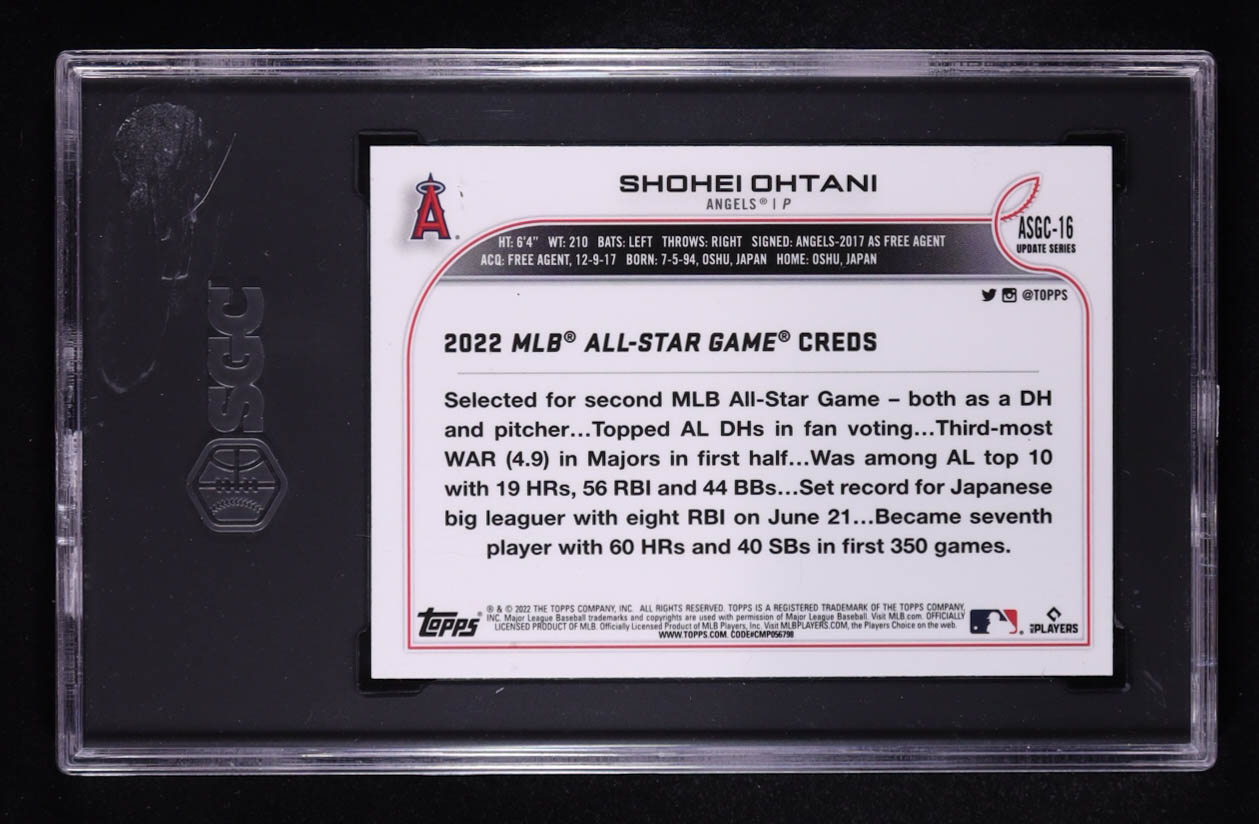 SGC
A
SHOHEI OHTANI
ANGELS® | P
ASGC-16
UPDATE SERIES
HT: 6'4" WT: 210 BATS: LEFT THROWS: RIGHT SIGNED: ANGELS-2017 AS FREE AGENT
ACQ: FREE AGENT, 12-9-17 BORN: 7-5-94, OSHU, JAPAN HOME: OSHU, JAPAN
@TOPPS
2022 MLB® ALL-STAR GAME® CREDS
Selected for second MLB All-Star Game – both as a DH
and pitcher...Topped AL DHs in fan voting...Third-most
WAR (4.9) in Majors in first half...Was among AL top 10
with 19 HRs, 56 RBI and 44 BBs...Set record for Japanese
big leaguer with eight RBI on June 21...Became seventh
player with 60 HRs and 40 SBs in first 350 games.
Topps®
® & © 2022 THE TOPPS COMPANY, INC. ALL RIGHTS RESERVED. TOPPS IS A REGISTERED TRADEMARK OF THE TOPPS COMPANY,
INC. Major League Baseball trademarks and copyrights are used with permission of Major League Baseball. Visit MLB.com. OFFICIALLY
LICENSED PRODUCT OF MLB. Officially Licensed Product of MLB Players, Inc. Visit MLBPLAYERS.COM, the Players Choice on the web.
WWW.TOPPS.COM. CODE#CMP056798
PLAYERS